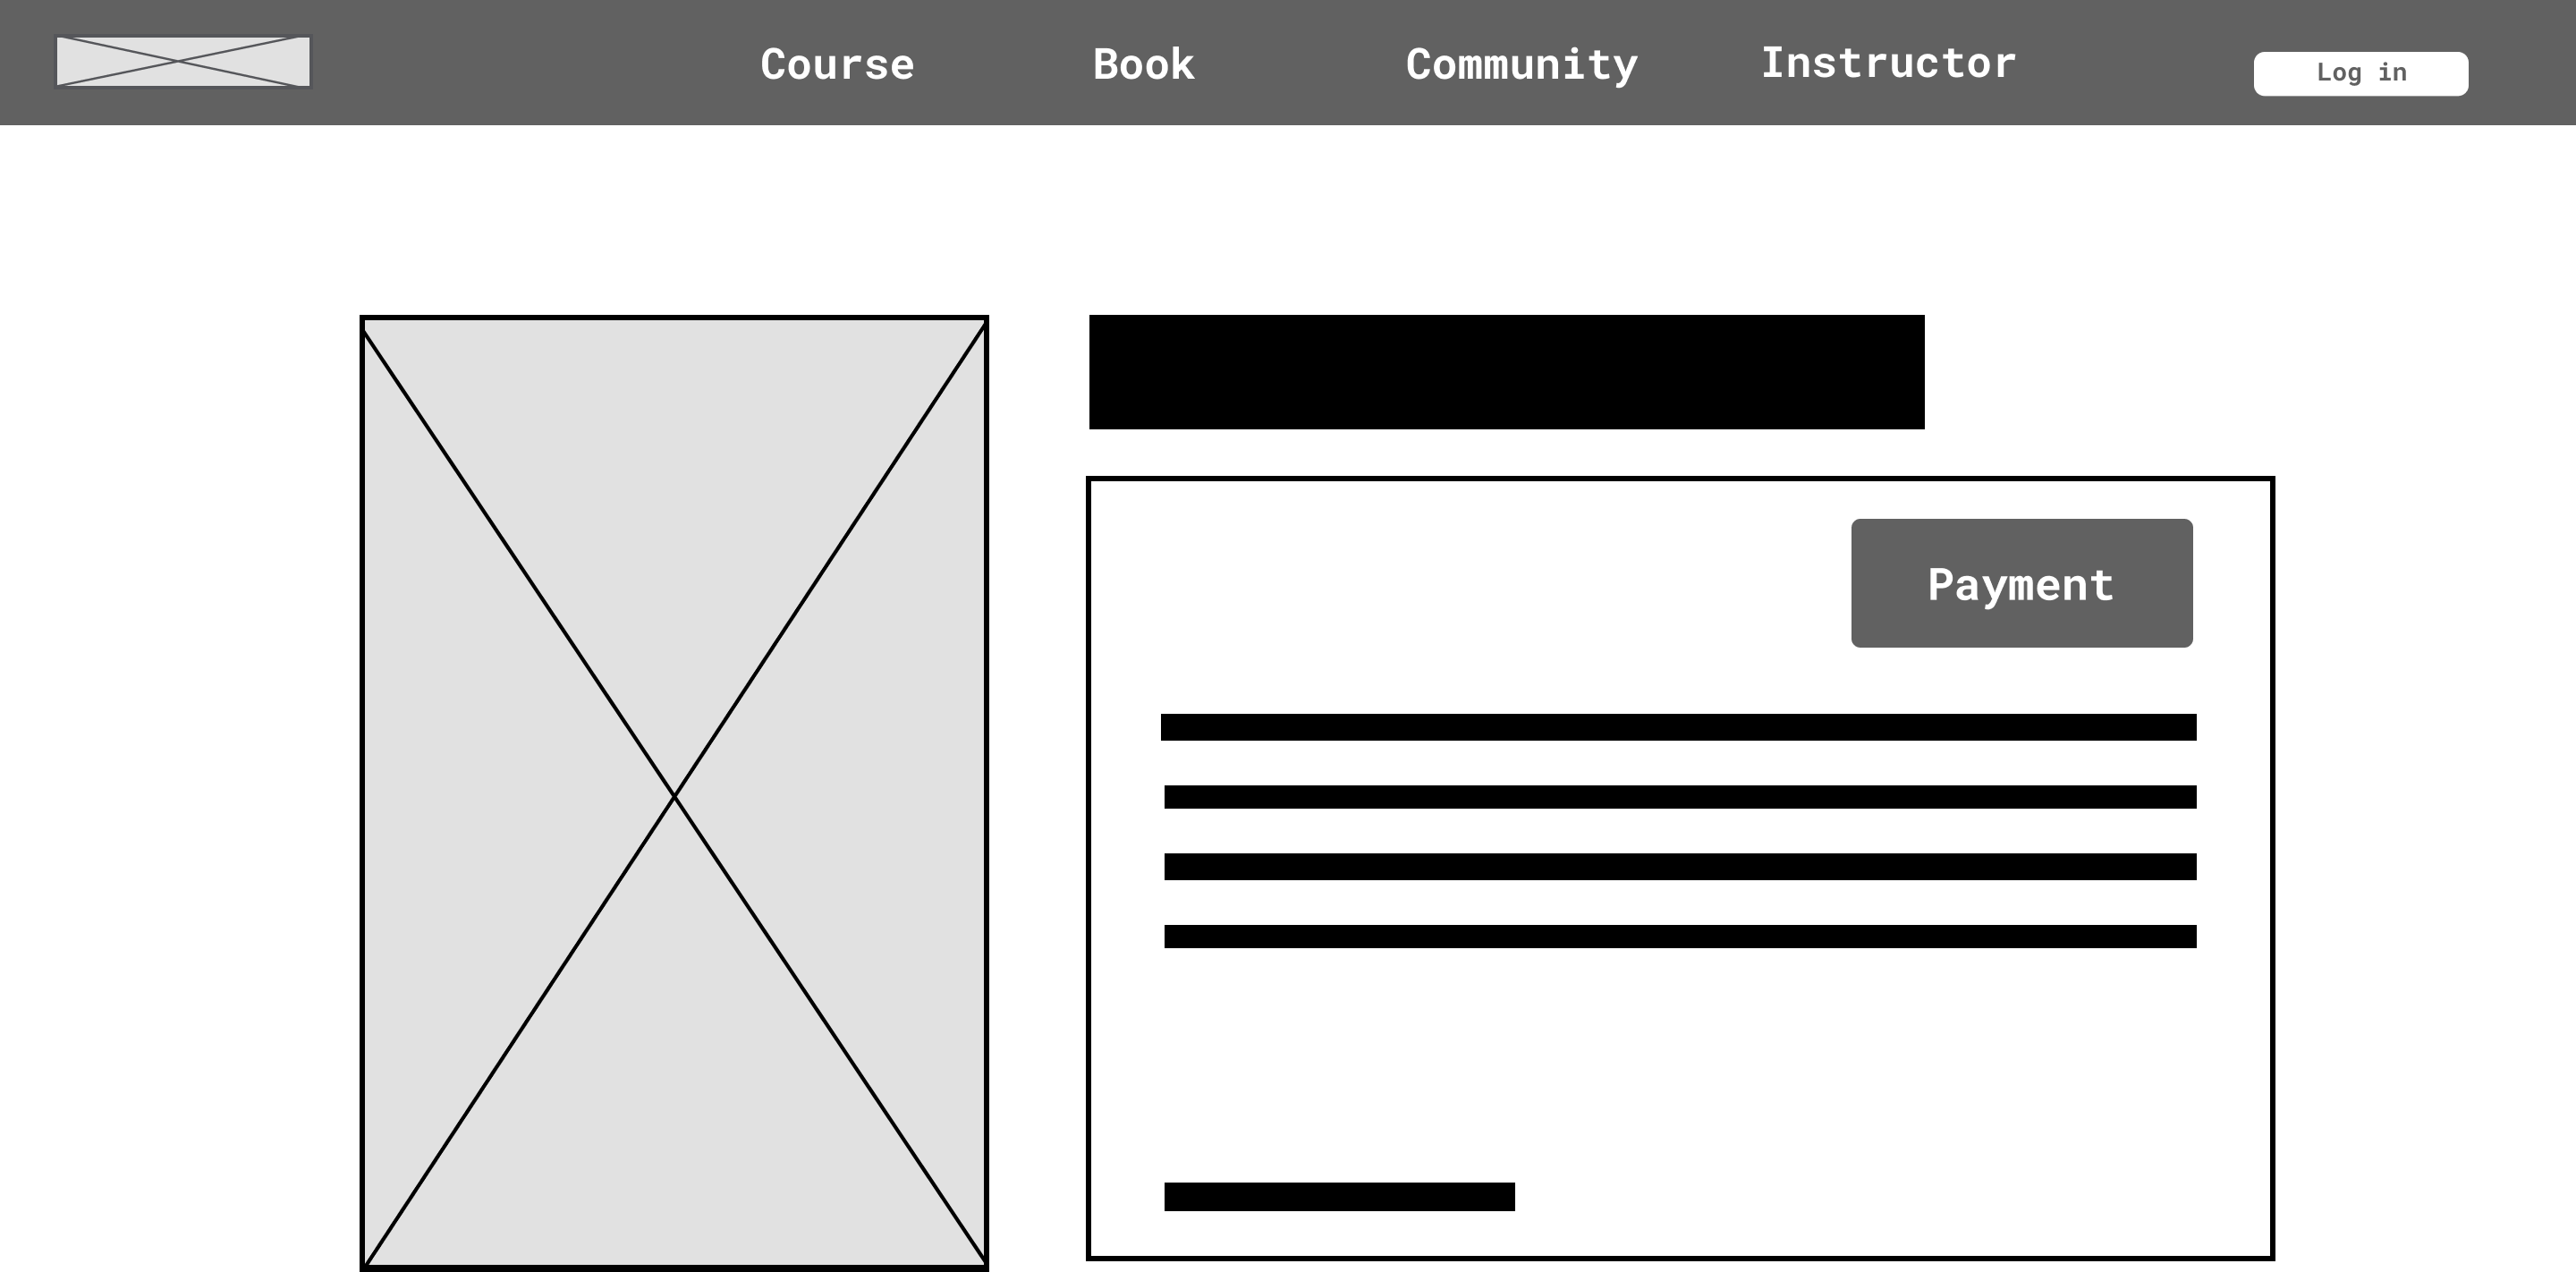 Course
Book
Community
Instructor
Log in
Payment